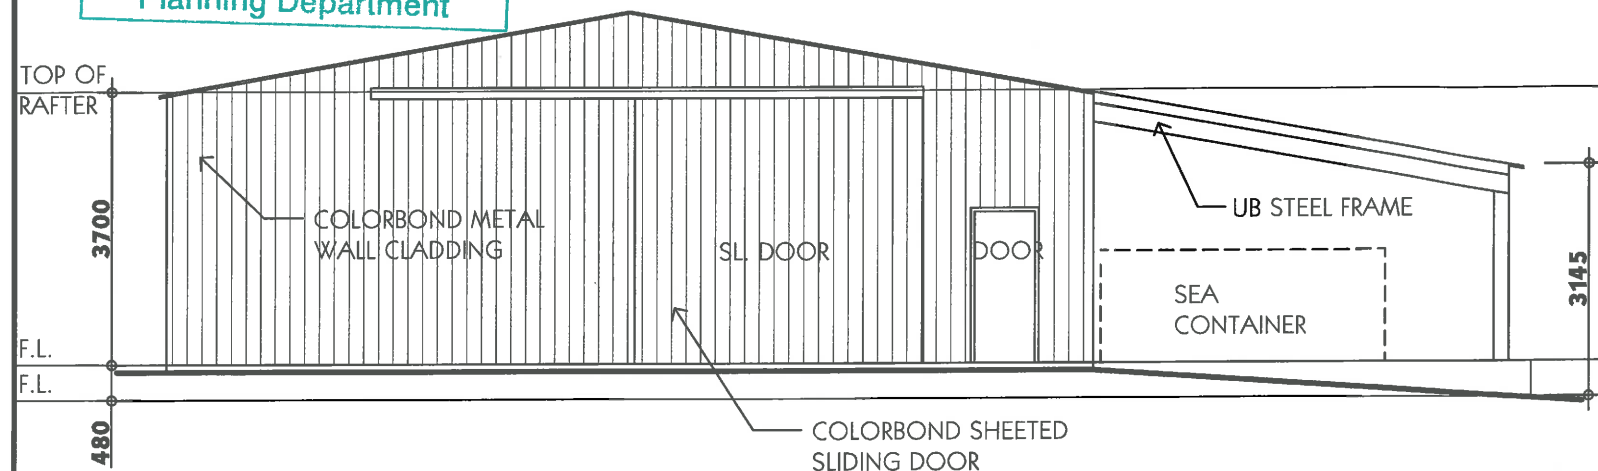 Planning Department
TOP OF
RAFTER
3700
COLORBOND METAL
WALL CLADDING
SL. DOOR
DOOR
UB STEEL FRAME
SEA
CONTAINER
3145
F.L.
F.L.
480
COLORBOND SHEETED
SLIDING DOOR